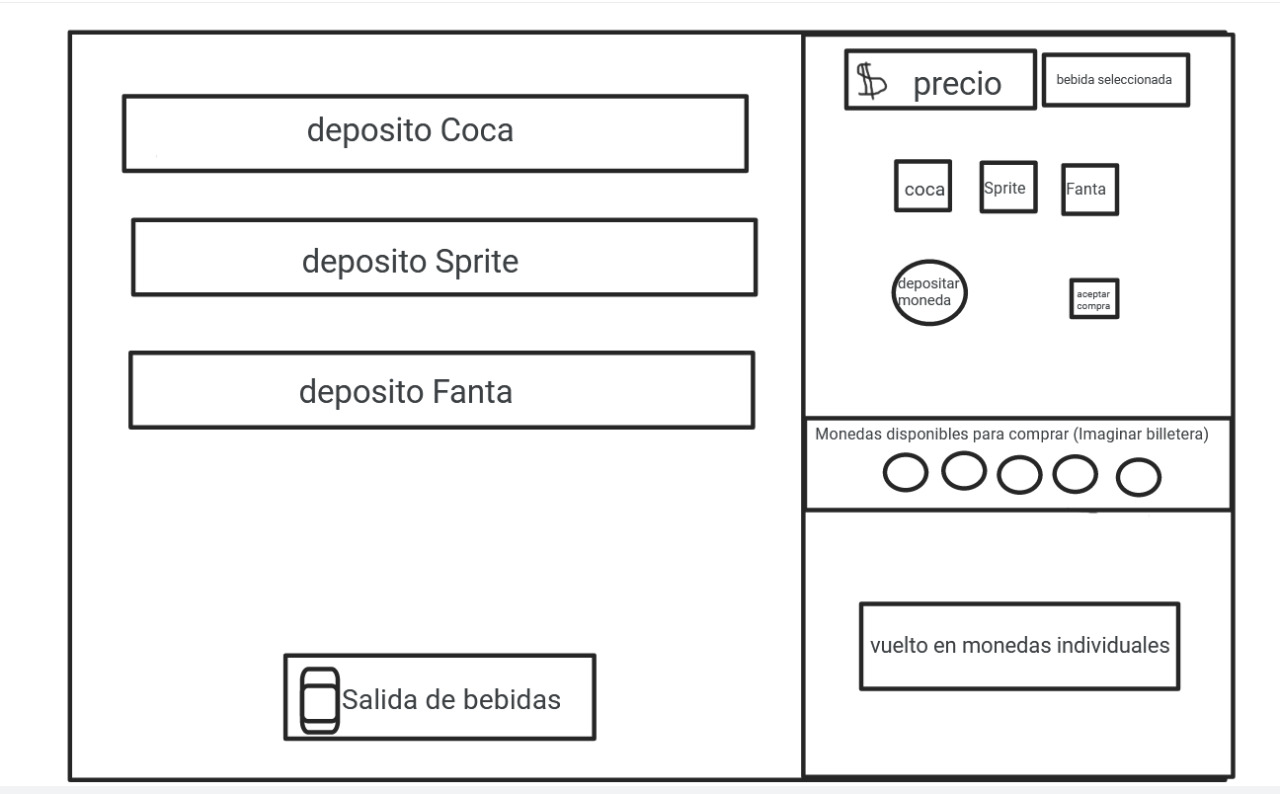 deposito Coca
deposito Sprite
deposito Fanta
Salida de bebidas
$ precio
bebida seleccionada
coca
Sprite
Fanta
depositar
moneda
aceptar
compra
Monedas disponibles para comprar (Imaginar billetera)
vuelto en monedas individuales